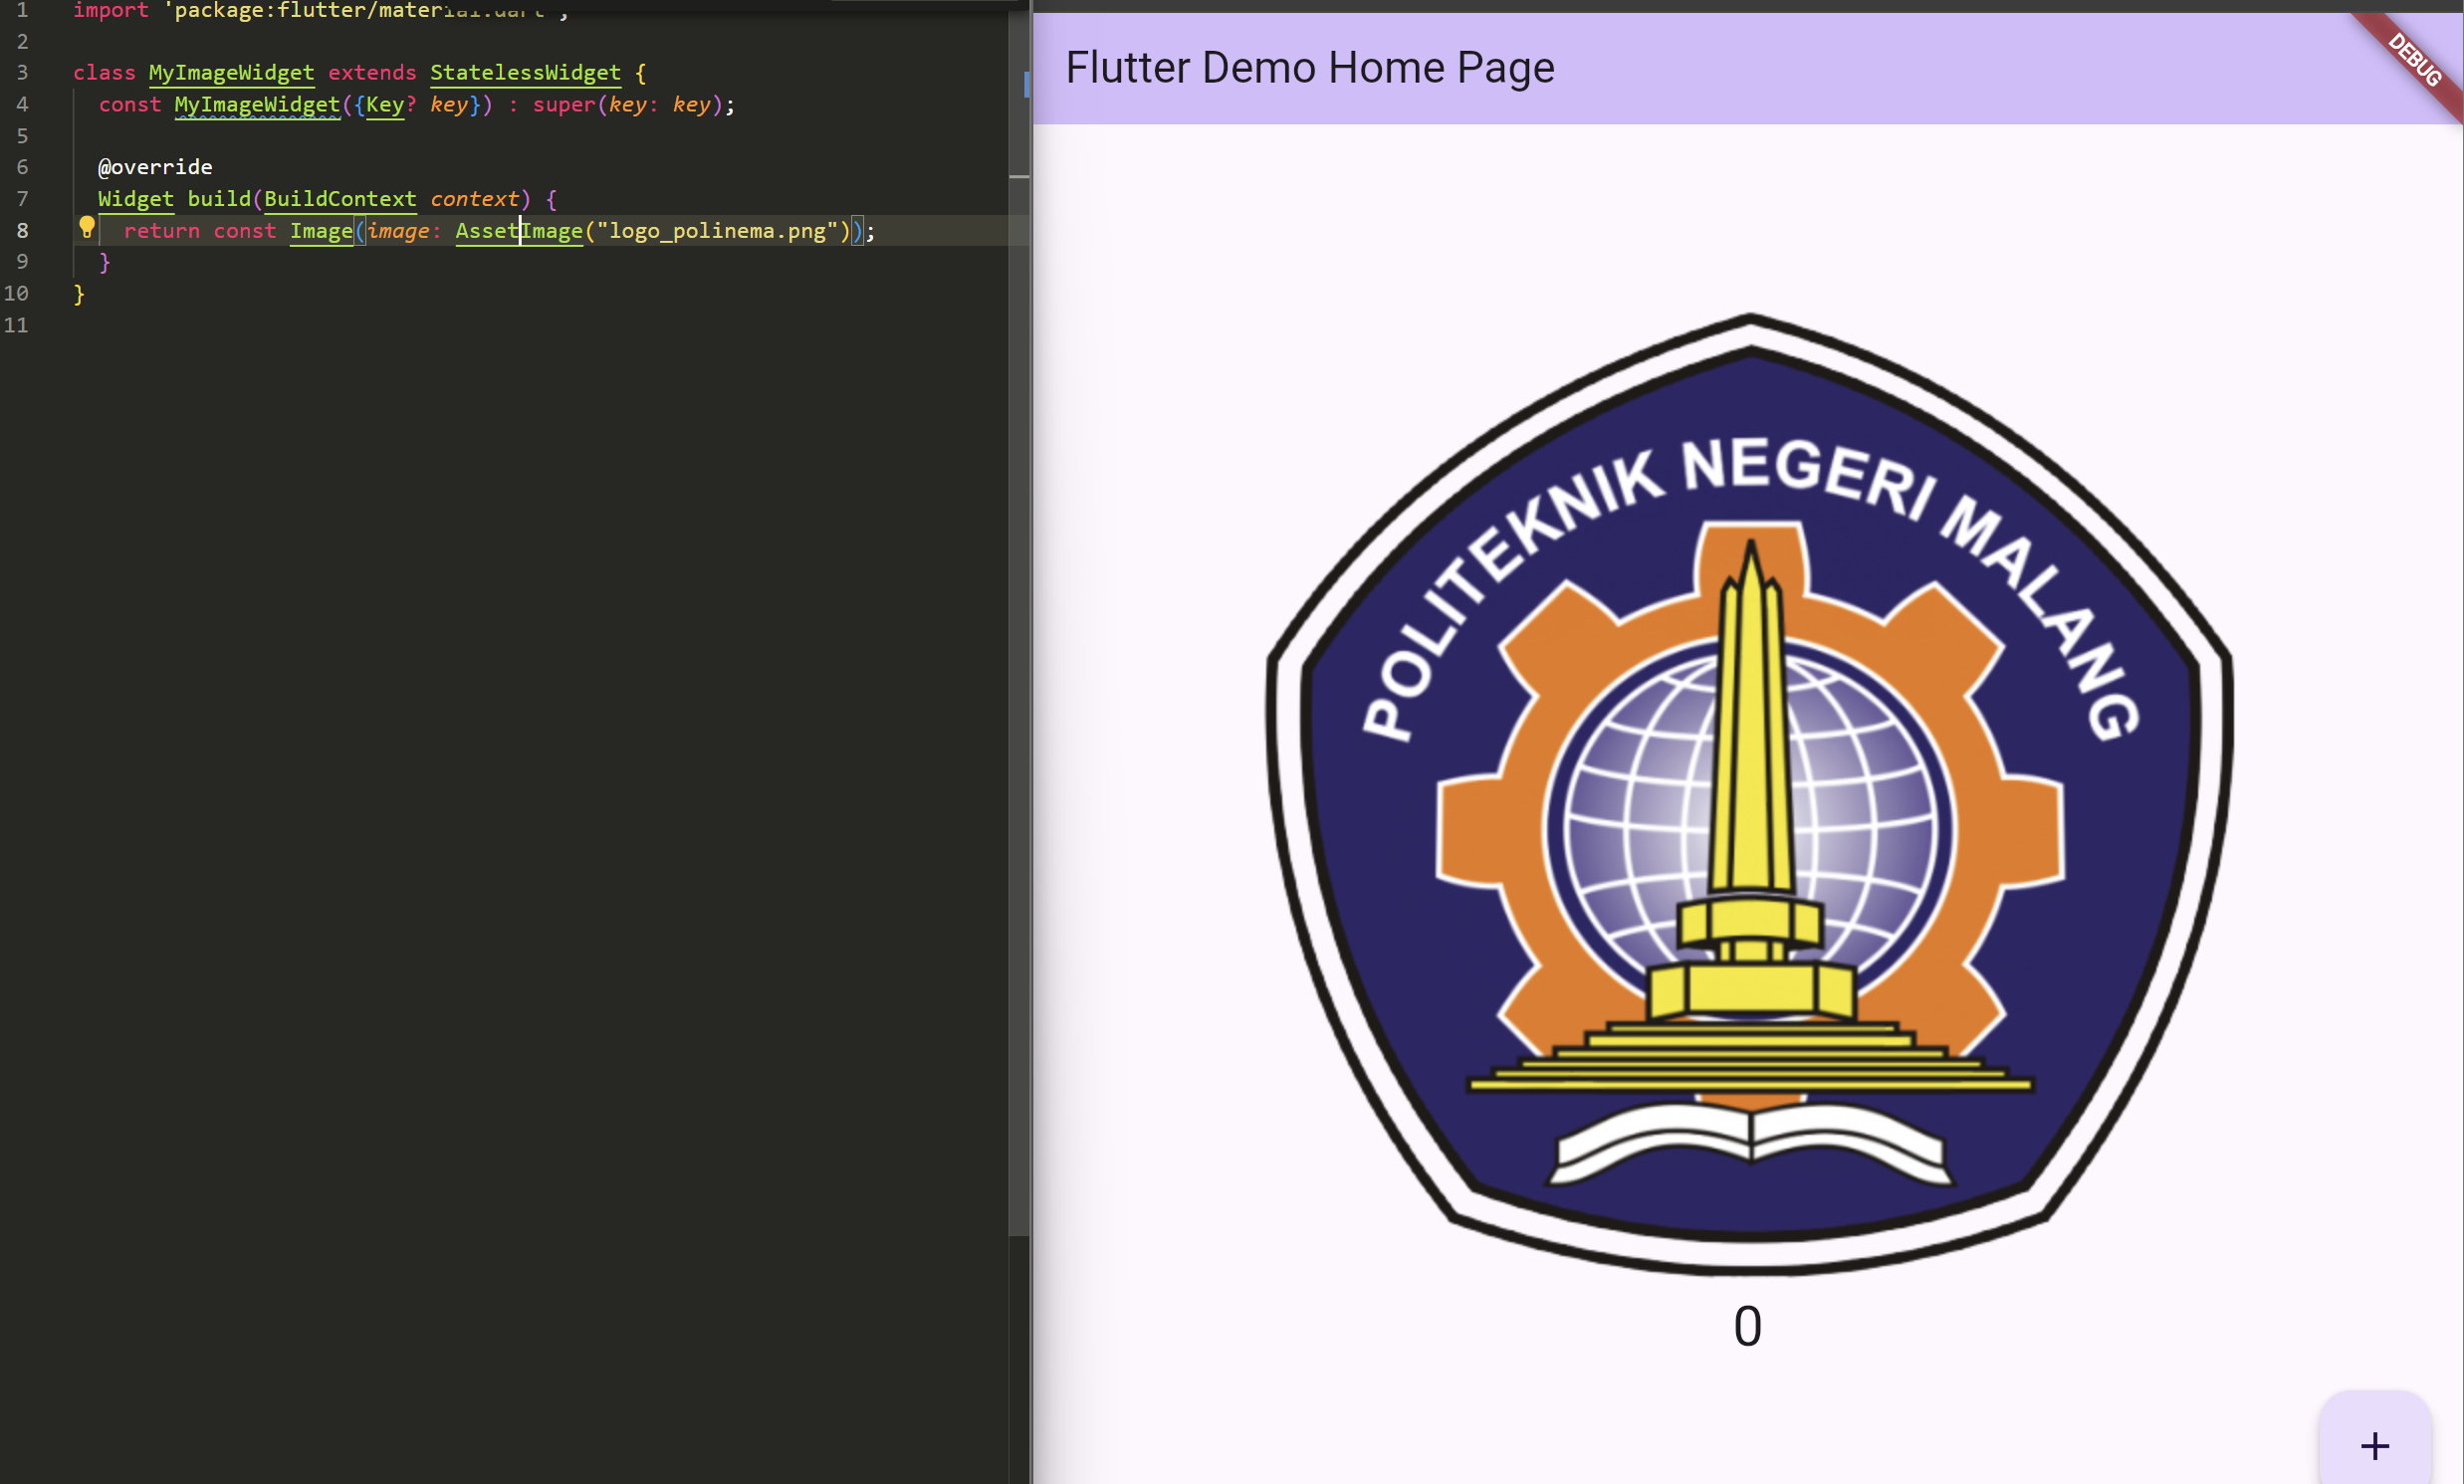 1 import 'package:flutter/material.dart';
2
3 class MyImageWidget extends StatelessWidget {
4 const MyImageWidget({Key? key}) : super(key: key);
5
6 @override
7 Widget build(BuildContext context) {
8 return const Image(image: AssetImage("logo_polinema.png"));
9 }
10 }
11
Flutter Demo Home Page
DEBUG
POLITEKNIK NEGERI MALANG
0
+